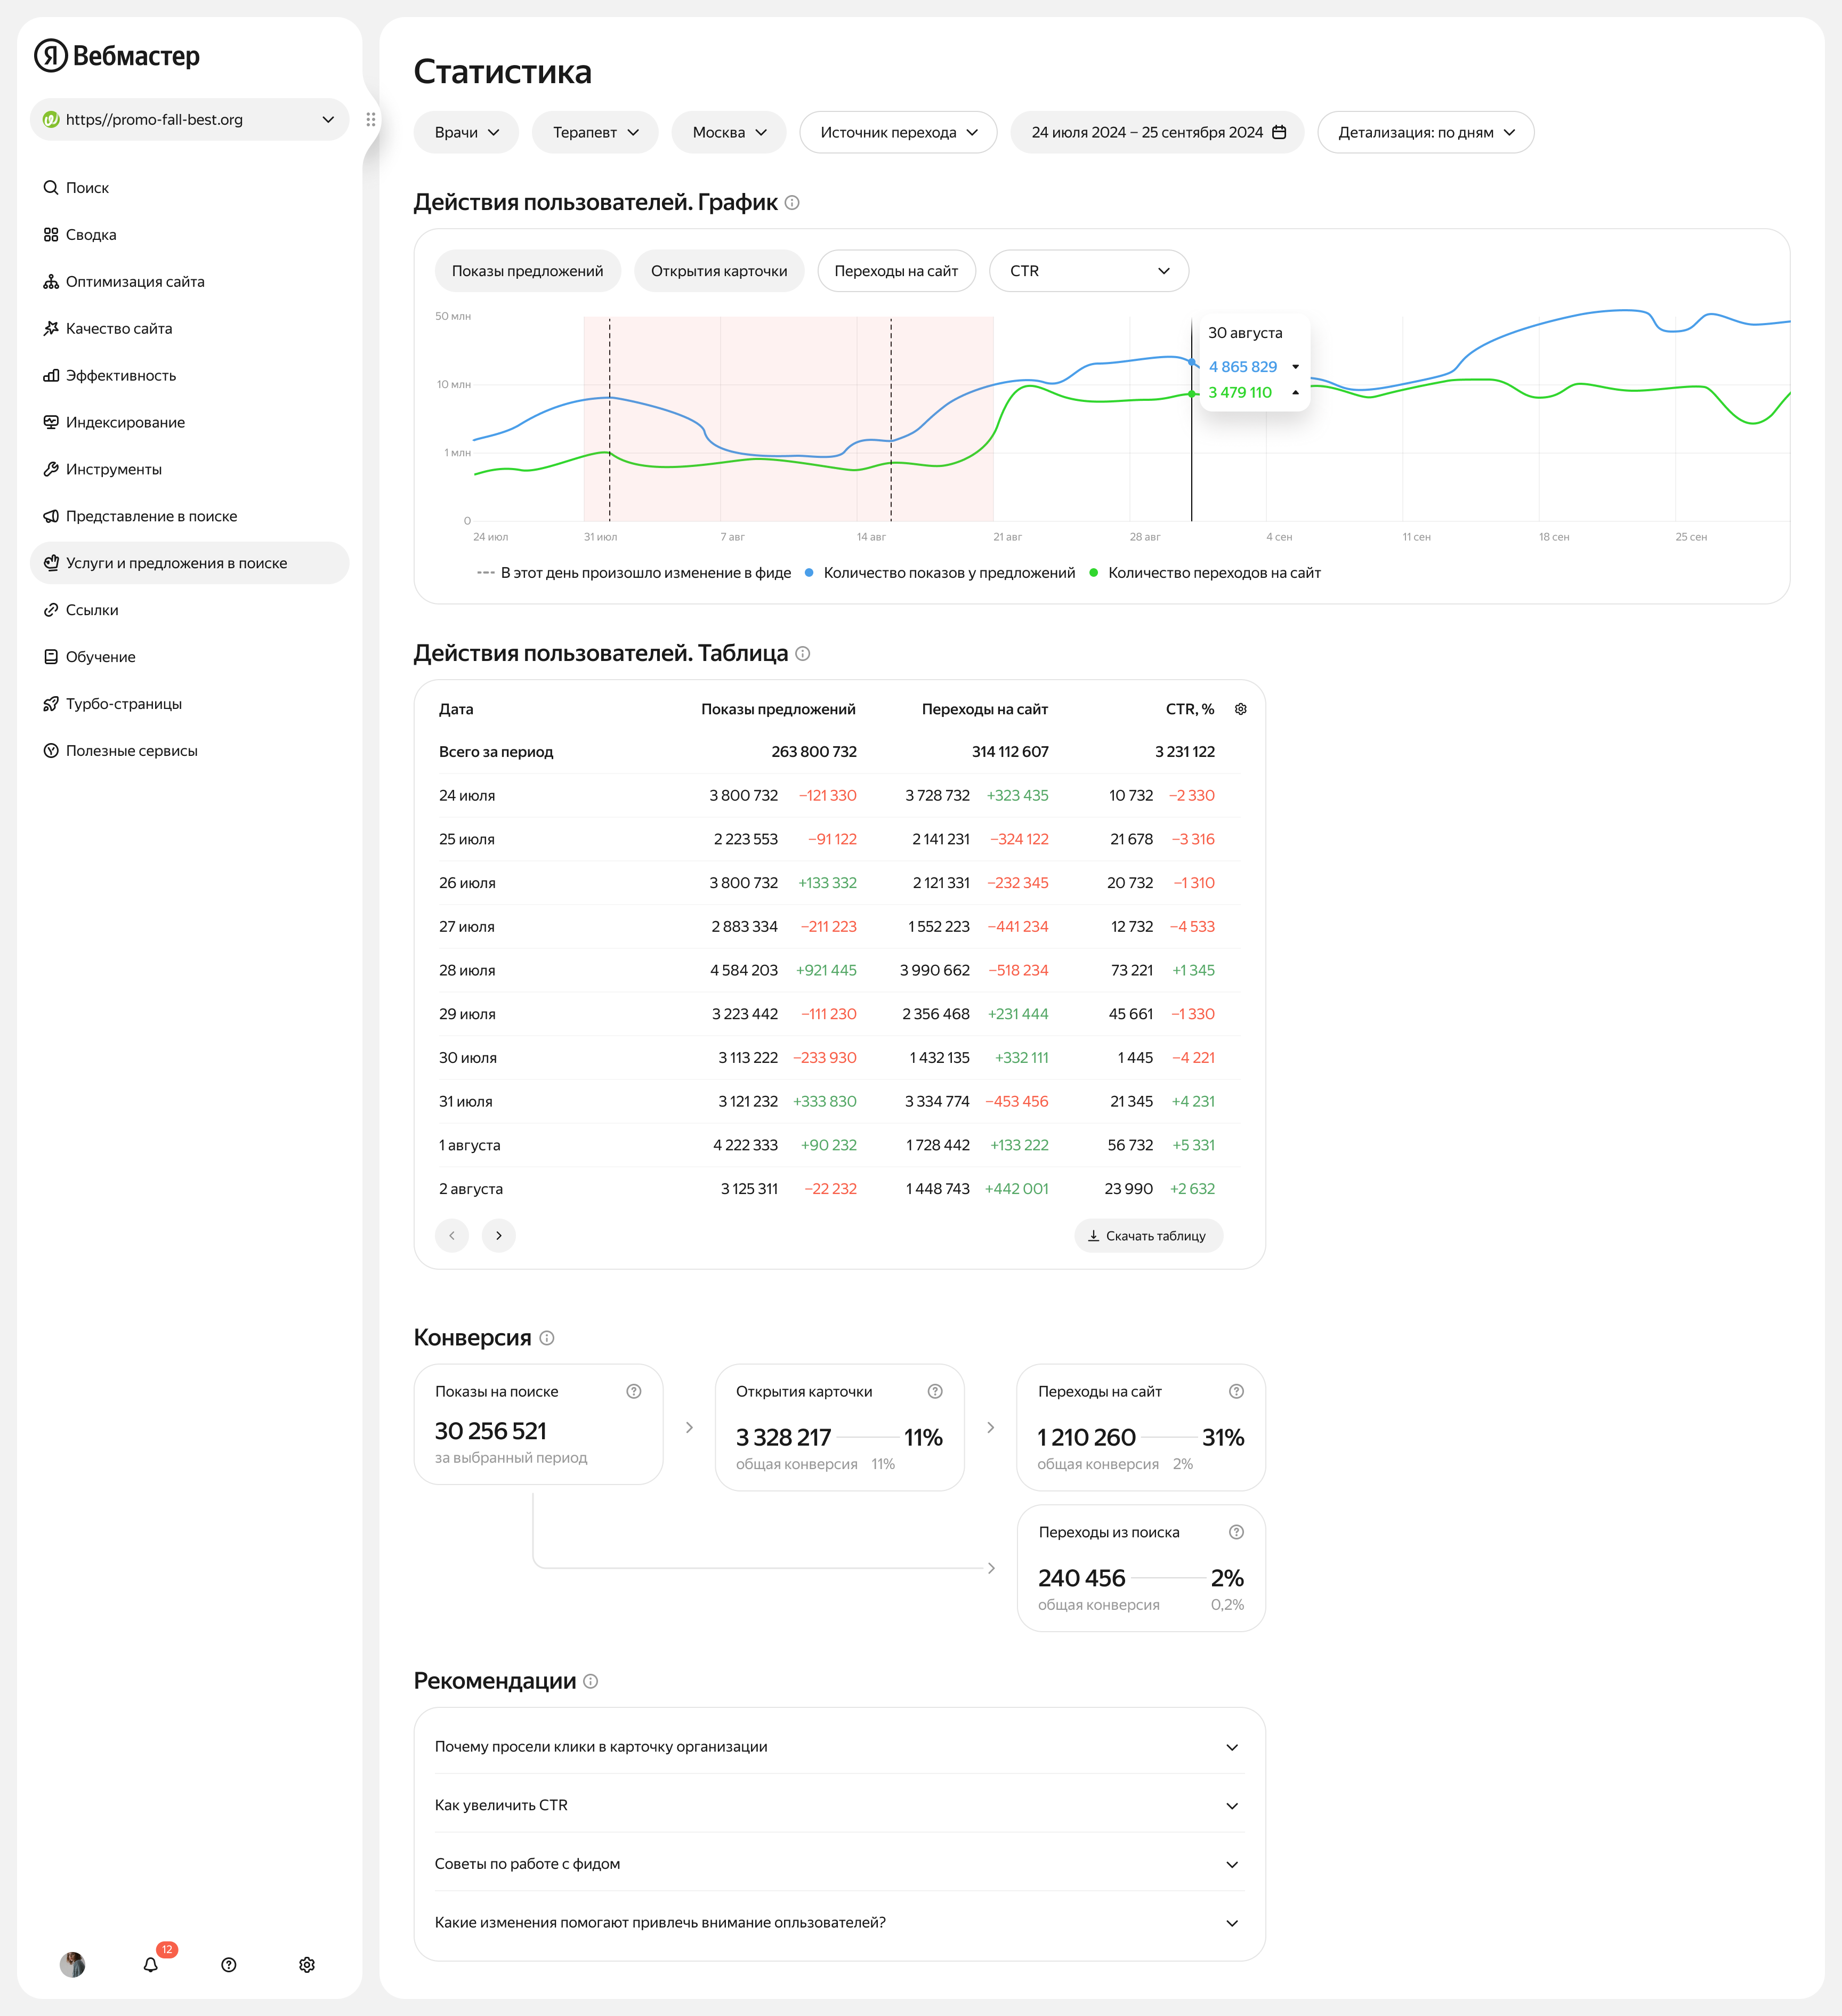 Я Вебмастер
https//promo-fall-best.org
Поиск
Сводка
Оптимизация сайта
Качество сайта
Эффективность
Индексирование
Инструменты
Представление в поиске
Услуги и предложения в поиске
Ссылки
Обучение
Турбо-страницы
Полезные сервисы
12
Статистика
Врачи Терапевт Москва Источник перехода 24 июля 2024 – 25 сентября 2024 Детализация: по дням
Действия пользователей. График
Показы предложений Открытия карточки Переходы на сайт CTR
50 млн
10 млн
1 млн
0
30 августа
4 865 829
3 479 110
24 июл 31 июл 7 авг 14 авг 21 авг 28 авг 4 сен 11 сен 18 сен 25 сен
В этот день произошло изменение в фиде Количество показов у предложений Количество переходов на сайт
Действия пользователей. Таблица
Дата Показы предложений Переходы на сайт CTR, %
Всего за период 263 800 732 314 112 607 3 231 122
24 июля 3 800 732 −121 330 3 728 732 +323 435 10 732 −2 330
25 июля 2 223 553 −91 122 2 141 231 −324 122 21 678 −3 316
26 июля 3 800 732 +133 332 2 121 331 −232 345 20 732 −1 310
27 июля 2 883 334 −211 223 1 552 223 −441 234 12 732 −4 533
28 июля 4 584 203 +921 445 3 990 662 −518 234 73 221 +1 345
29 июля 3 223 442 −111 230 2 356 468 +231 444 45 661 −1 330
30 июля 3 113 222 −233 930 1 432 135 +332 111 1 445 −4 221
31 июля 3 121 232 +333 830 3 334 774 −453 456 21 345 +4 231
1 августа 4 222 333 +90 232 1 728 442 +133 222 56 732 +5 331
2 августа 3 125 311 −22 232 1 448 743 +442 001 23 990 +2 632
Скачать таблицу
Конверсия
Показы на поиске
30 256 521
за выбранный период
Открытия карточки
3 328 217 11%
общая конверсия 11%
Переходы на сайт
1 210 260 31%
общая конверсия 2%
Переходы из поиска
240 456 2%
общая конверсия 0,2%
Рекомендации
Почему просели клики в карточку организации
Как увеличить CTR
Советы по работе с фидом
Какие изменения помогают привлечь внимание опльзователей?